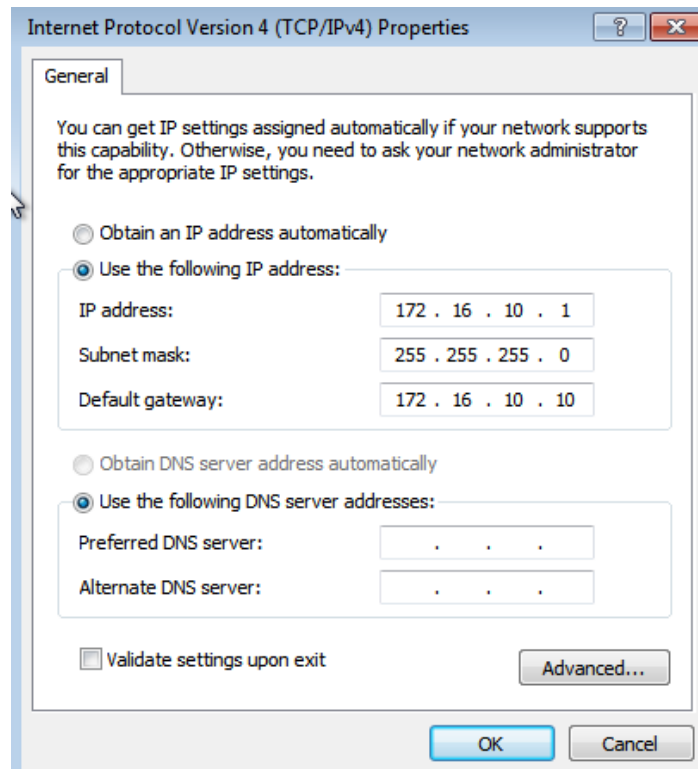 Internet Protocol Version 4 (TCP/IPv4) Properties
General
You can get IP settings assigned automatically if your network supports
this capability. Otherwise, you need to ask your network administrator
for the appropriate IP settings.
Obtain an IP address automatically
Use the following IP address:
IP address: 172 . 16 . 10 . 1
Subnet mask: 255 . 255 . 255 . 0
Default gateway: 172 . 16 . 10 . 10
Obtain DNS server address automatically
Use the following DNS server addresses:
Preferred DNS server: . . .
Alternate DNS server: . . .
Validate settings upon exit
Advanced...
OK Cancel